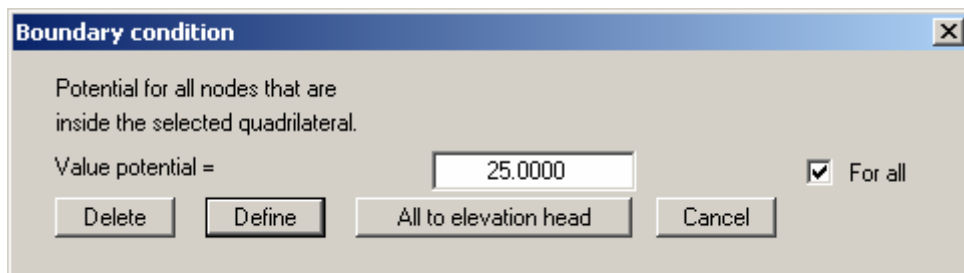 Boundary condition
Potential for all nodes that are
inside the selected quadrilateral.
Value potential = 25.0000 For all
Delete Define All to elevation head Cancel